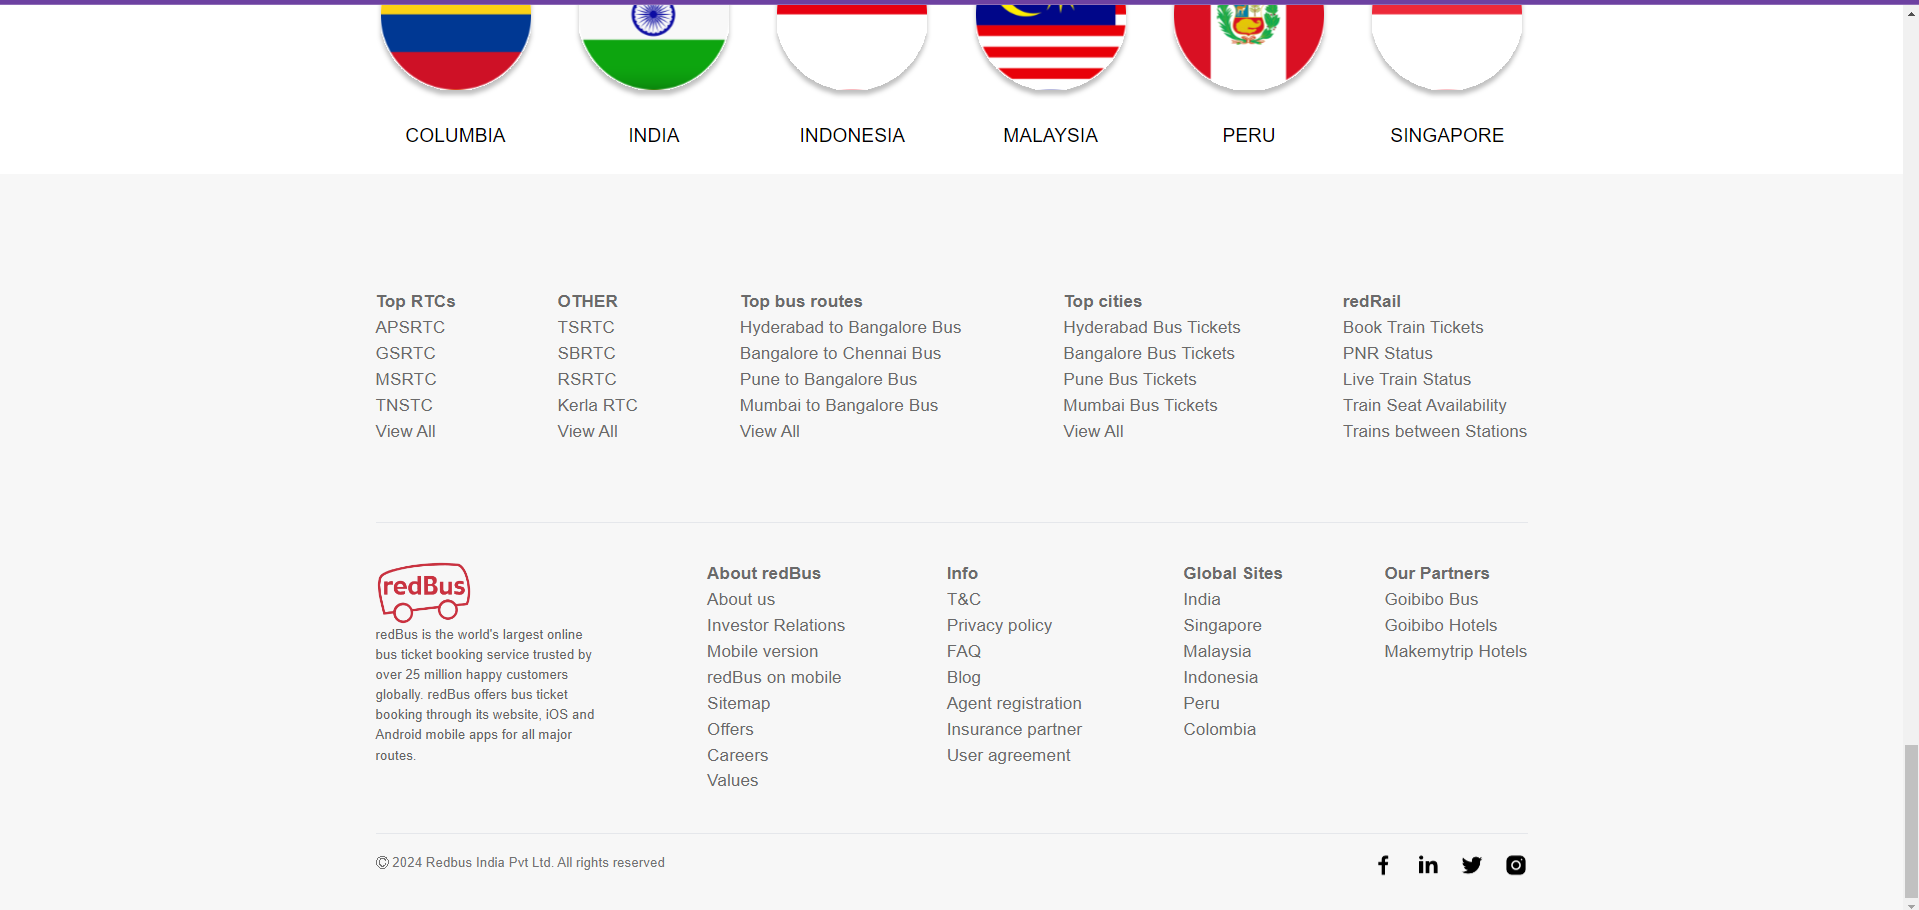 COLUMBIA
INDIA
INDONESIA
MALAYSIA
PERU
SINGAPORE
Top RTCs
APSRTC
GSRTC
MSRTC
TNSTC
View All
OTHER
TSRTC
SBRTC
RSRTC
Kerla RTC
View All
Top bus routes
Hyderabad to Bangalore Bus
Bangalore to Chennai Bus
Pune to Bangalore Bus
Mumbai to Bangalore Bus
View All
Top cities
Hyderabad Bus Tickets
Bangalore Bus Tickets
Pune Bus Tickets
Mumbai Bus Tickets
View All
redRail
Book Train Tickets
PNR Status
Live Train Status
Train Seat Availability
Trains between Stations
redBus
redBus is the world's largest online
bus ticket booking service trusted by
over 25 million happy customers
globally. redBus offers bus ticket
booking through its website, iOS and
Android mobile apps for all major
routes.
About redBus
About us
Investor Relations
Mobile version
redBus on mobile
Sitemap
Offers
Careers
Values
Info
T&C
Privacy policy
FAQ
Blog
Agent registration
Insurance partner
User agreement
Global Sites
India
Singapore
Malaysia
Indonesia
Peru
Colombia
Our Partners
Goibibo Bus
Goibibo Hotels
Makemytrip Hotels
© 2024 Redbus India Pvt Ltd. All rights reserved